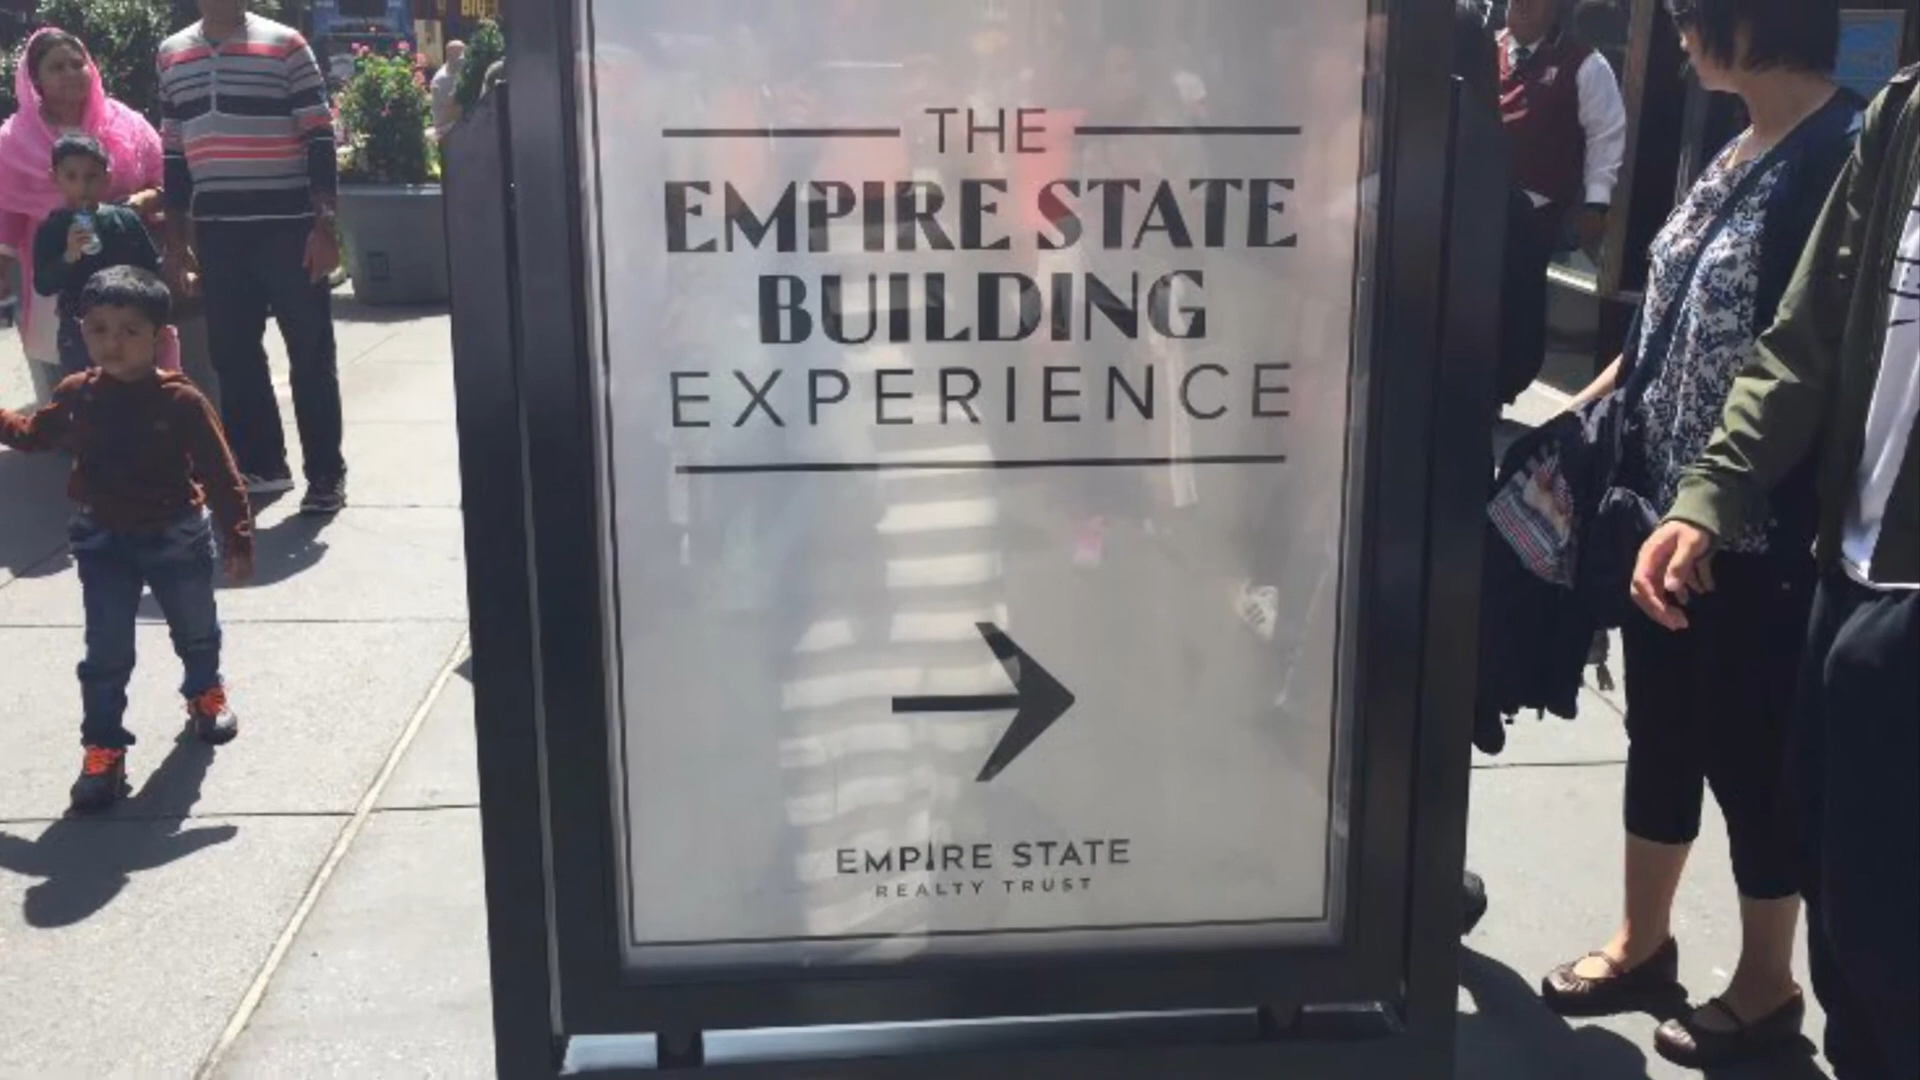 THE
EMPIRE STATE
BUILDING
EXPERIENCE
EMPIRE STATE
REALTY TRUST